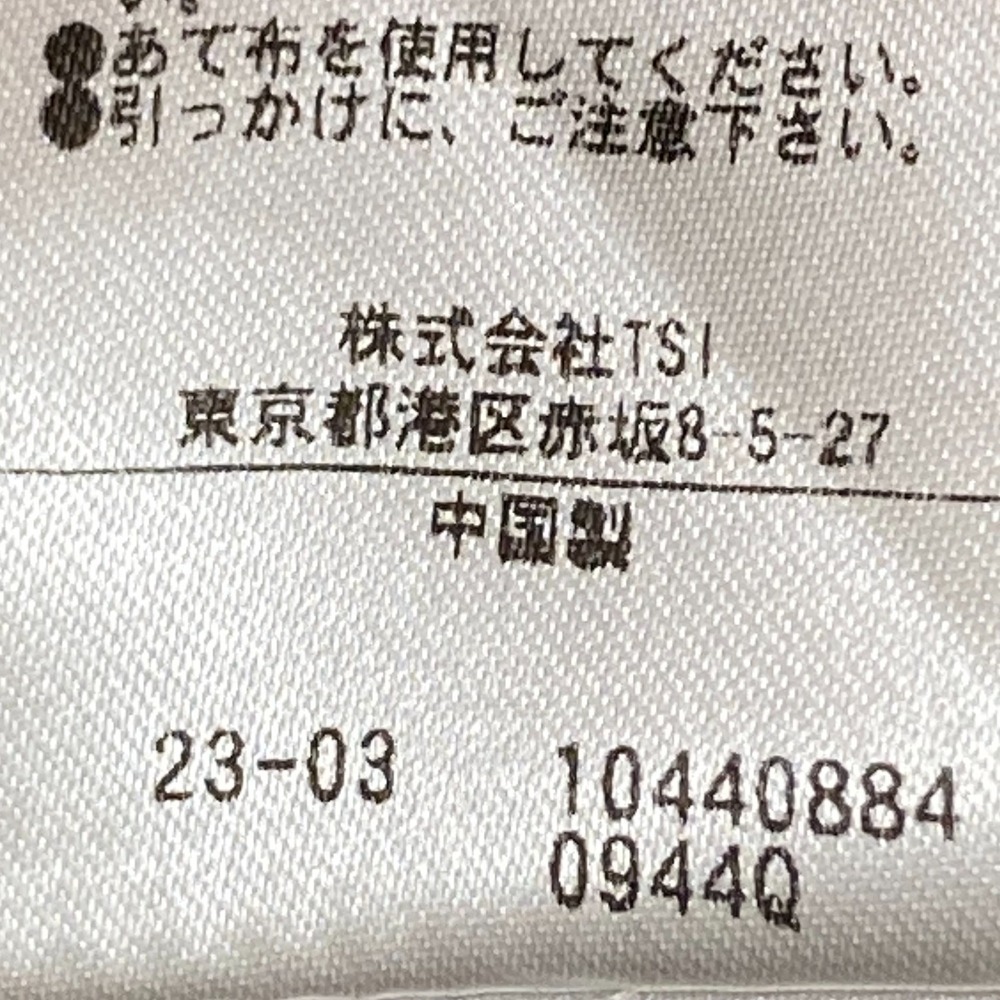 い。
●あて布を使用してください。
●引っかけに、ご注意下さい。
株式会社TSI
東京都港区赤坂8-5-27
中国製
23-03 10440884
0944Q